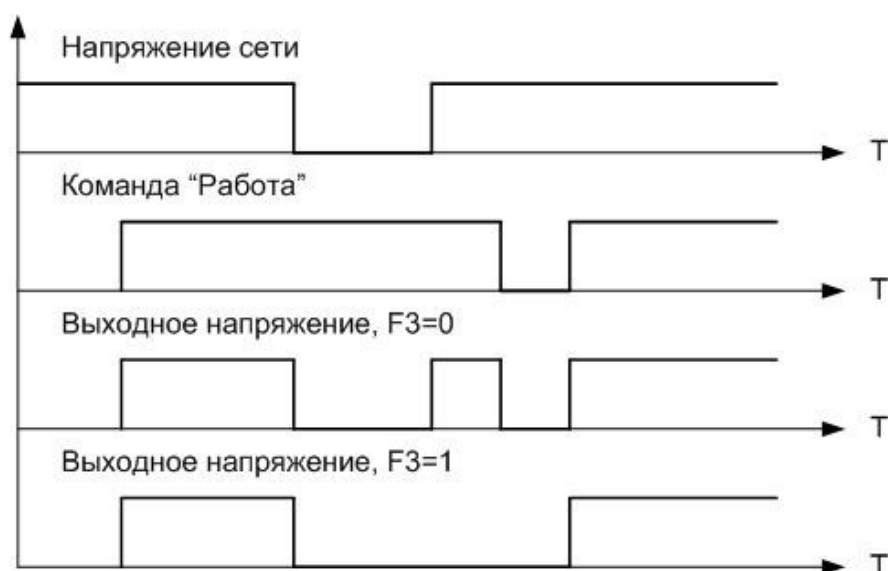 Напряжение сети
T
Команда “Работа”
T
Выходное напряжение, F3=0
T
Выходное напряжение, F3=1
T